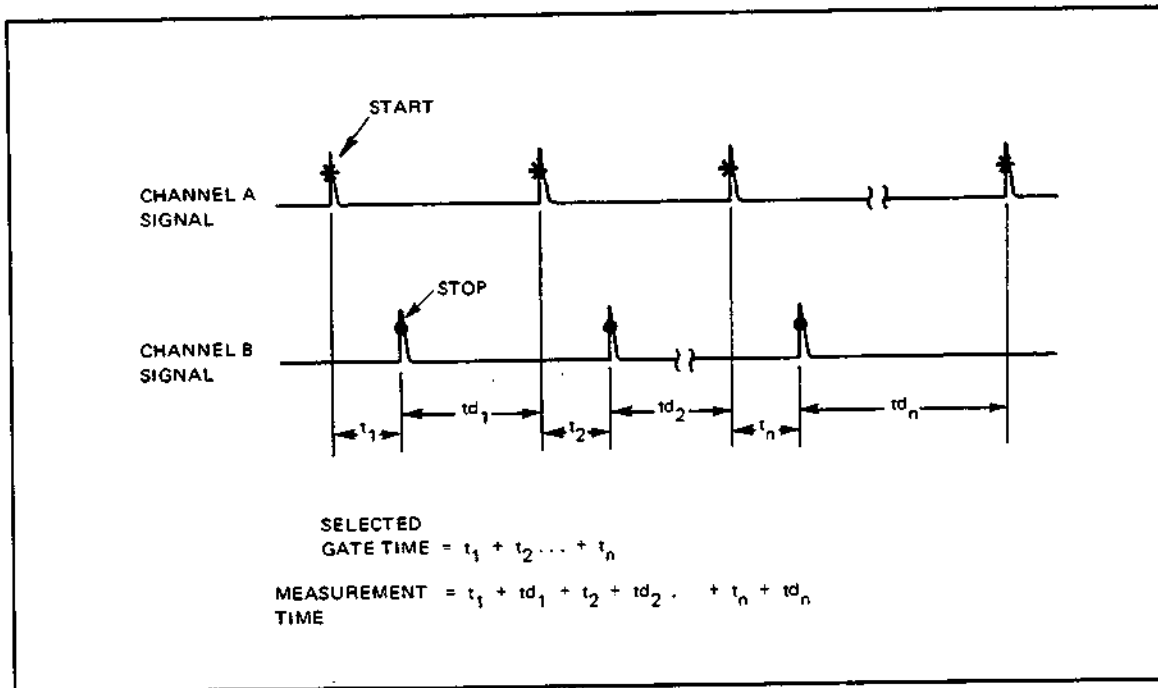 START
CHANNEL A
SIGNAL
STOP
CHANNEL B
SIGNAL
t1 td1 t2 td2 tn tdn
SELECTED
GATE TIME = t1 + t2 ... + tn
MEASUREMENT = t1 + td1 + t2 + td2 . + tn + tdn
TIME